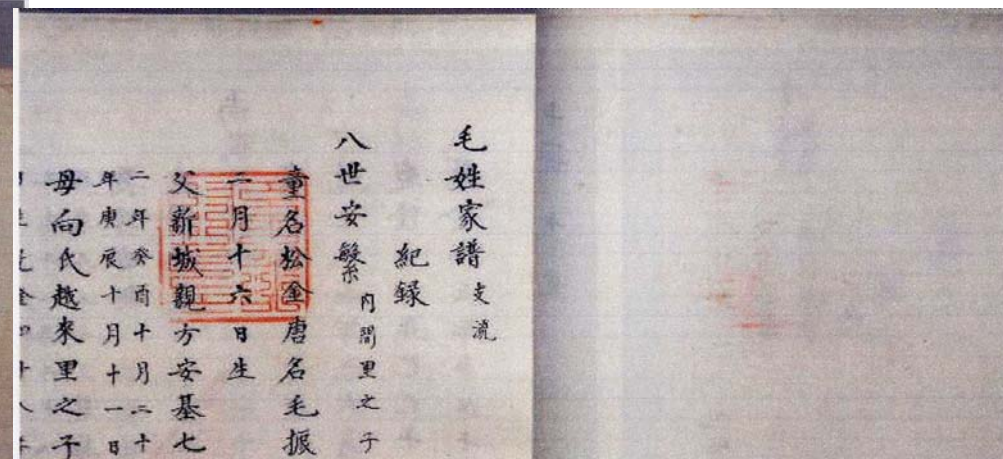 毛姓家譜支流
紀録
八世安繁内間里之子
童名松金唐名毛振
二月十六日生
父新城親方安基七
二年癸酉十月二十
年庚辰十月十一日
母向氏越來里之子